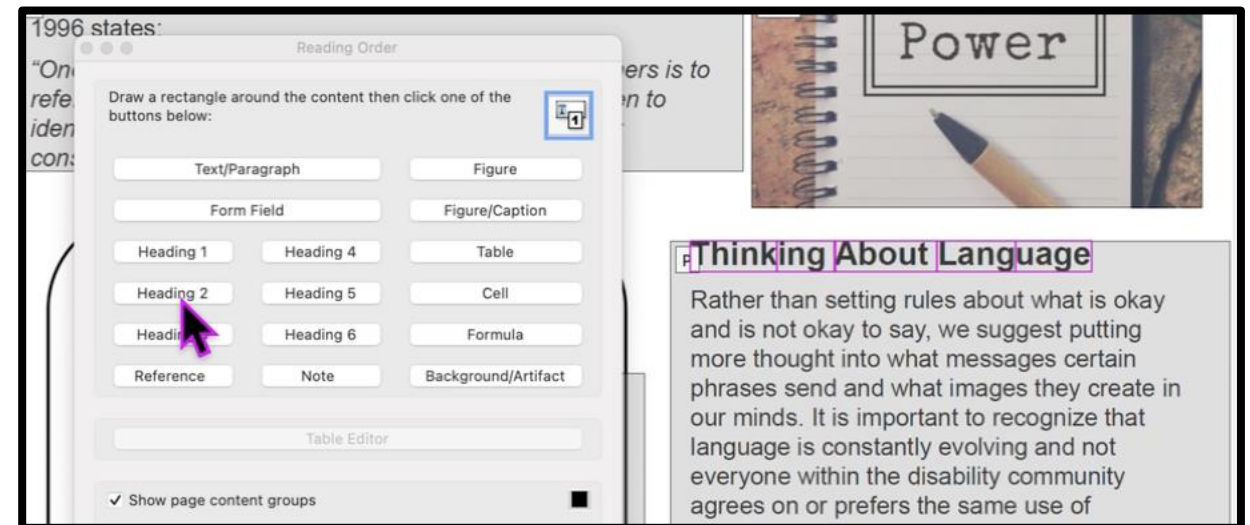 1996 states:
“On
ers is to
refe
en to
iden
cons
Reading Order
Draw a rectangle around the content then click one of the
buttons below:
1
Text/Paragraph
Figure
Form Field
Figure/Caption
Heading 1
Heading 4
Table
Heading 2
Heading 5
Cell
Headin
Heading 6
Formula
Reference
Note
Background/Artifact
Table Editor
✓ Show page content groups
Power
P
Thinking About Language
Rather than setting rules about what is okay
and is not okay to say, we suggest putting
more thought into what messages certain
phrases send and what images they create in
our minds. It is important to recognize that
language is constantly evolving and not
everyone within the disability community
agrees on or prefers the same use of